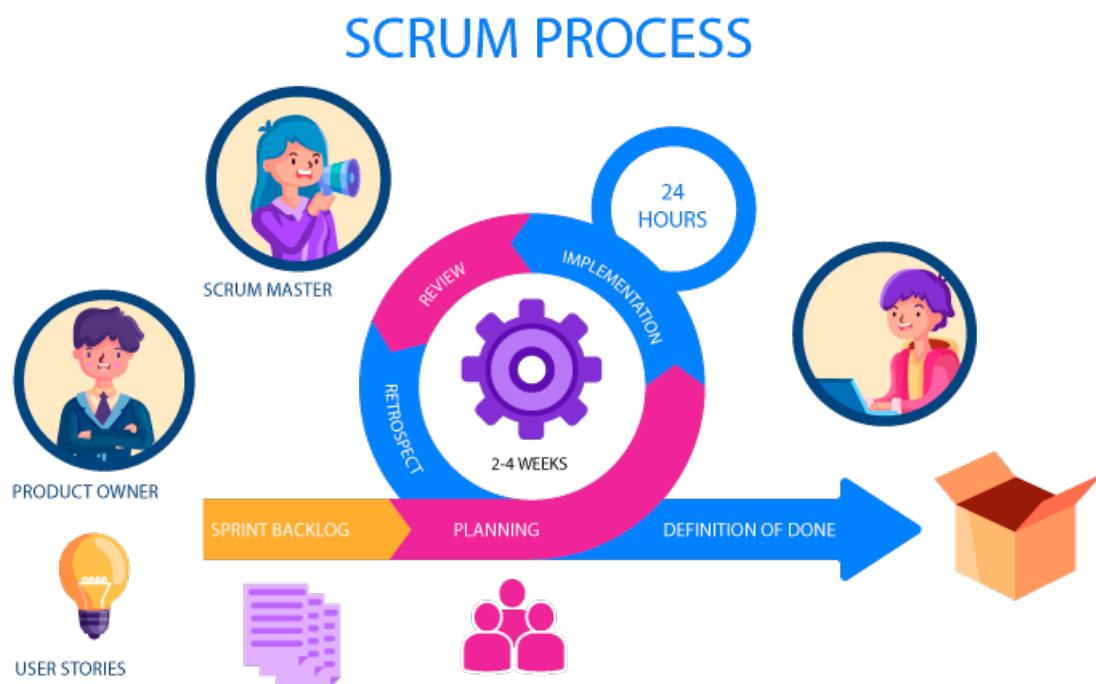 SCRUM PROCESS
24
HOURS
SCRUM MASTER
REVIEW
IMPLEMENTATION
RETROSPECT
2-4 WEEKS
PRODUCT OWNER
SPRINT BACKLOG
PLANNING
DEFINITION OF DONE
USER STORIES